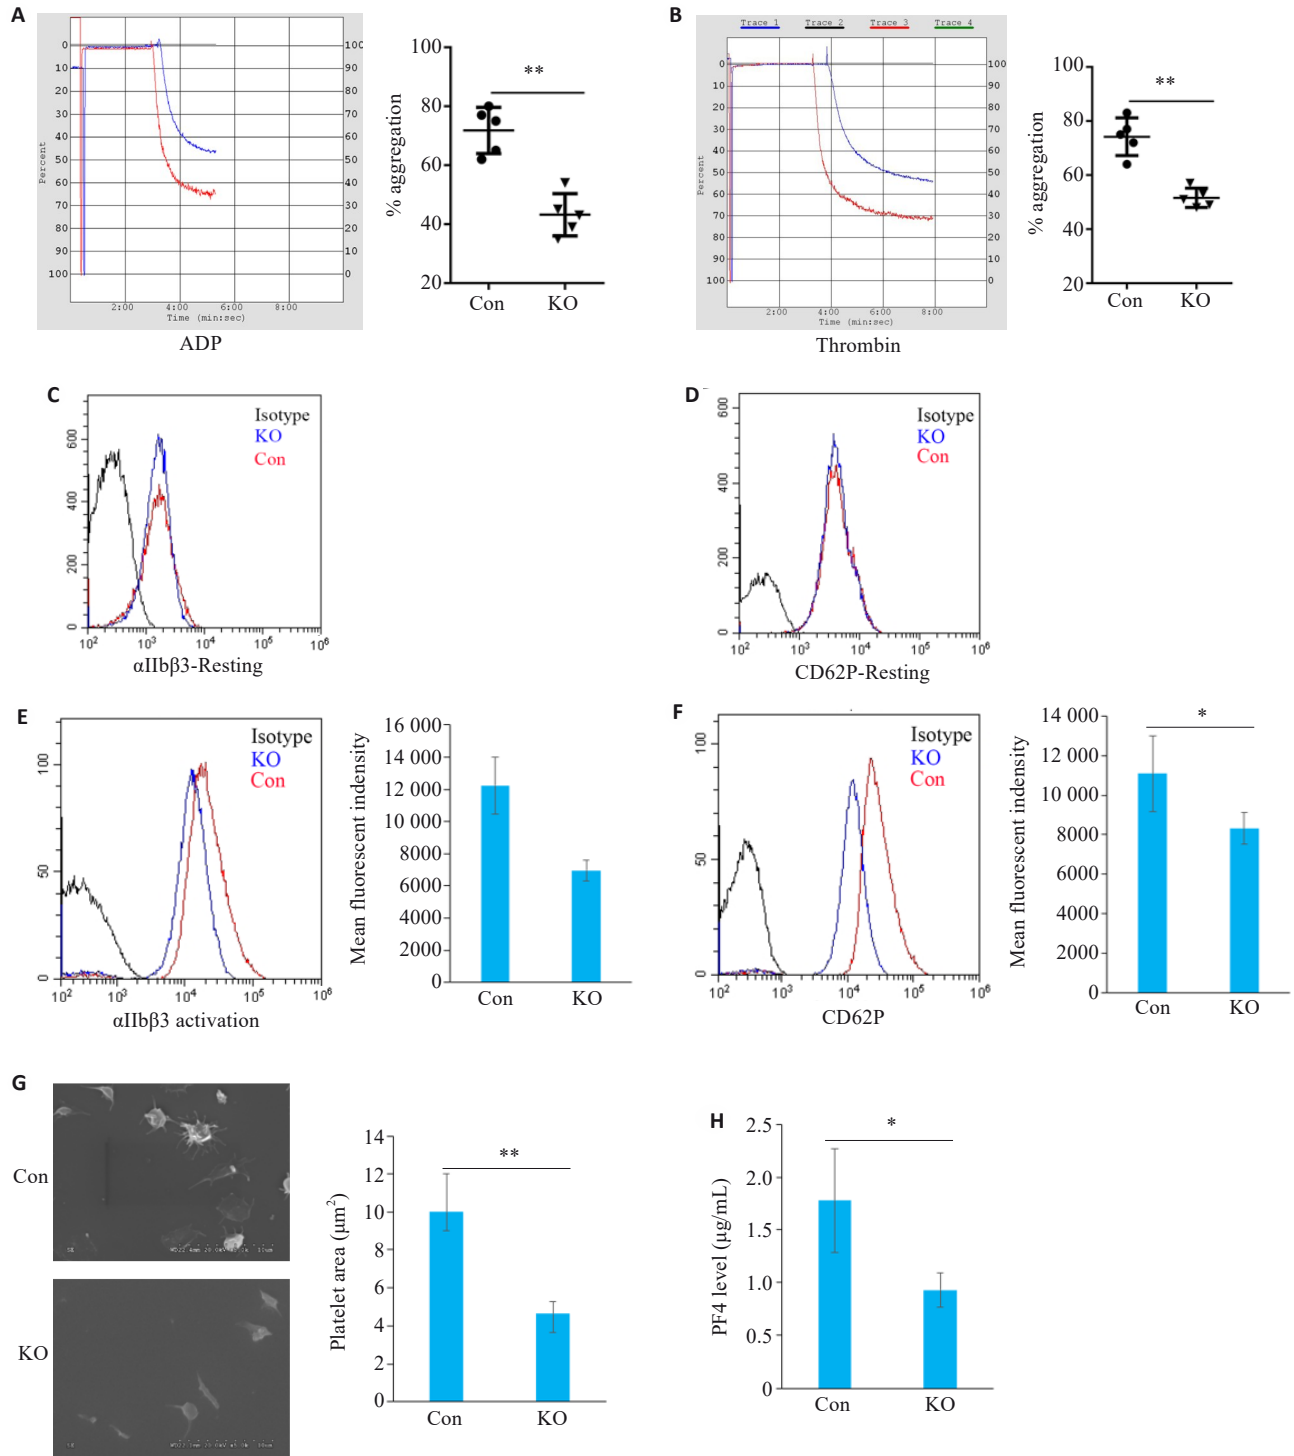 A
0
10
20
30
40
50
60
70
80
90
100
Percent
100
90
80
70
60
50
40
30
20
10
0
2:00 4:00 6:00 8:00
Time (min:sec)
ADP
% aggregation
100
80
60
40
20
**
Con KO
B
Trace 1 Trace 2 Trace 3 Trace 4
0
10
20
30
40
50
60
70
80
90
100
Percent
100
90
80
70
60
50
40
30
20
10
0
2:00 4:00 6:00 8:00
Time (min:sec)
Thrombin
% aggregation
100
80
60
40
20
**
Con KO
C
600
400
200
0
Isotype
KO
Con
10² 10³ 10⁴ 10⁵ 10⁶
αIIbβ3-Resting
D
600
400
200
0
Isotype
KO
Con
10² 10³ 10⁴ 10⁵ 10⁶
CD62P-Resting
E
100
50
0
Isotype
KO
Con
10² 10³ 10⁴ 10⁵ 10⁶
αIIbβ3 activation
Mean fluorescent indensity
16 000
14 000
12 000
10 000
8000
6000
4000
2000
0
Con KO
F
100
50
0
Isotype
KO
Con
10² 10³ 10⁴ 10⁵ 10⁶
CD62P
Mean fluorescent indensity
14 000
12 000
10 000
8000
6000
4000
2000
0
*
Con KO
G
Con
KO
Platelet area (μm²)
14
12
10
8
6
4
2
0
**
Con KO
H
PF4 level (μg/mL)
2.5
2.0
1.5
1.0
0.5
0
*
Con KO